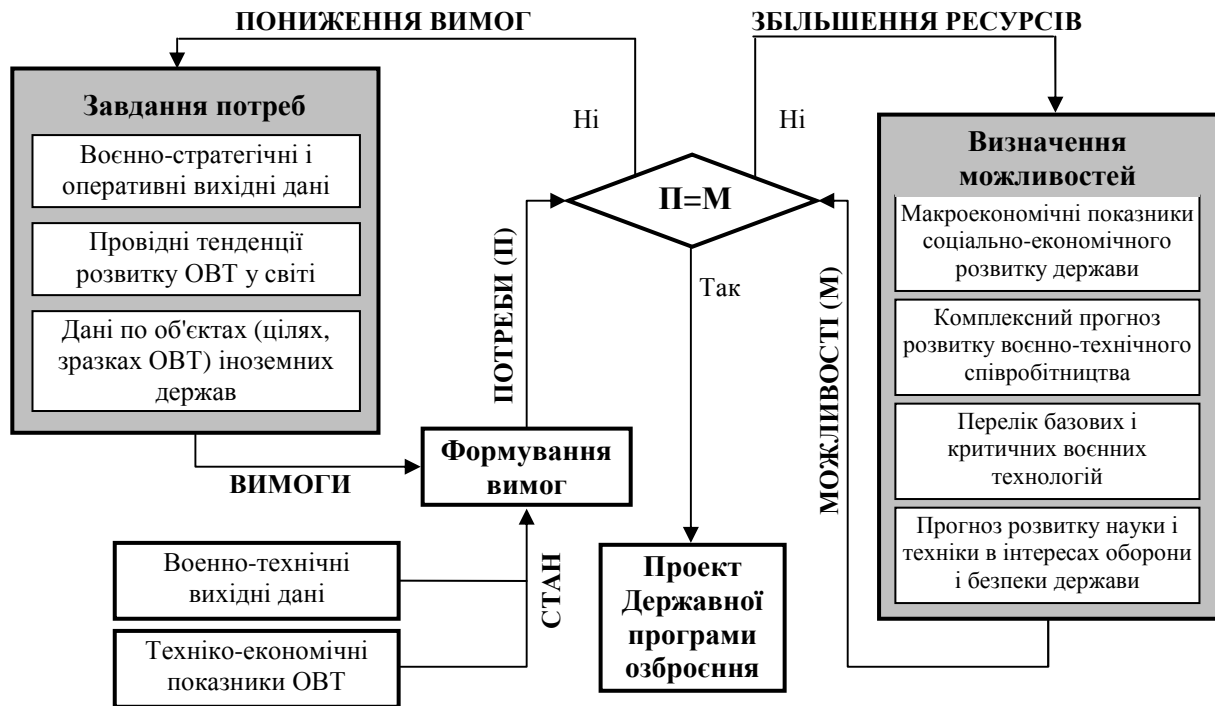 ПОНИЖЕННЯ ВИМОГ
ЗБІЛЬШЕННЯ РЕСУРСІВ
Завдання потреб
Воєнно-стратегічні і
оперативні вихідні дані
Провідні тенденції
розвитку ОВТ у світі
Дані по об'єктах (цілях,
зразках ОВТ) іноземних
держав
Ні
Ні
П=М
Так
Визначення
можливостей
Макроекономічні показники
соціально-економічного
розвитку держави
Комплексний прогноз
розвитку воєнно-технічного
співробітництва
Перелік базових і
критичних воєнних
технологій
Прогноз розвитку науки і
техніки в інтересах оборони
і безпеки держави
ПОТРЕБИ (П)
МОЖЛИВОСТІ (М)
ВИМОГИ
Формування
вимог
СТАН
Военно-технічні
вихідні дані
Техніко-економічні
показники ОВТ
Проект
Державної
програми
озброєння